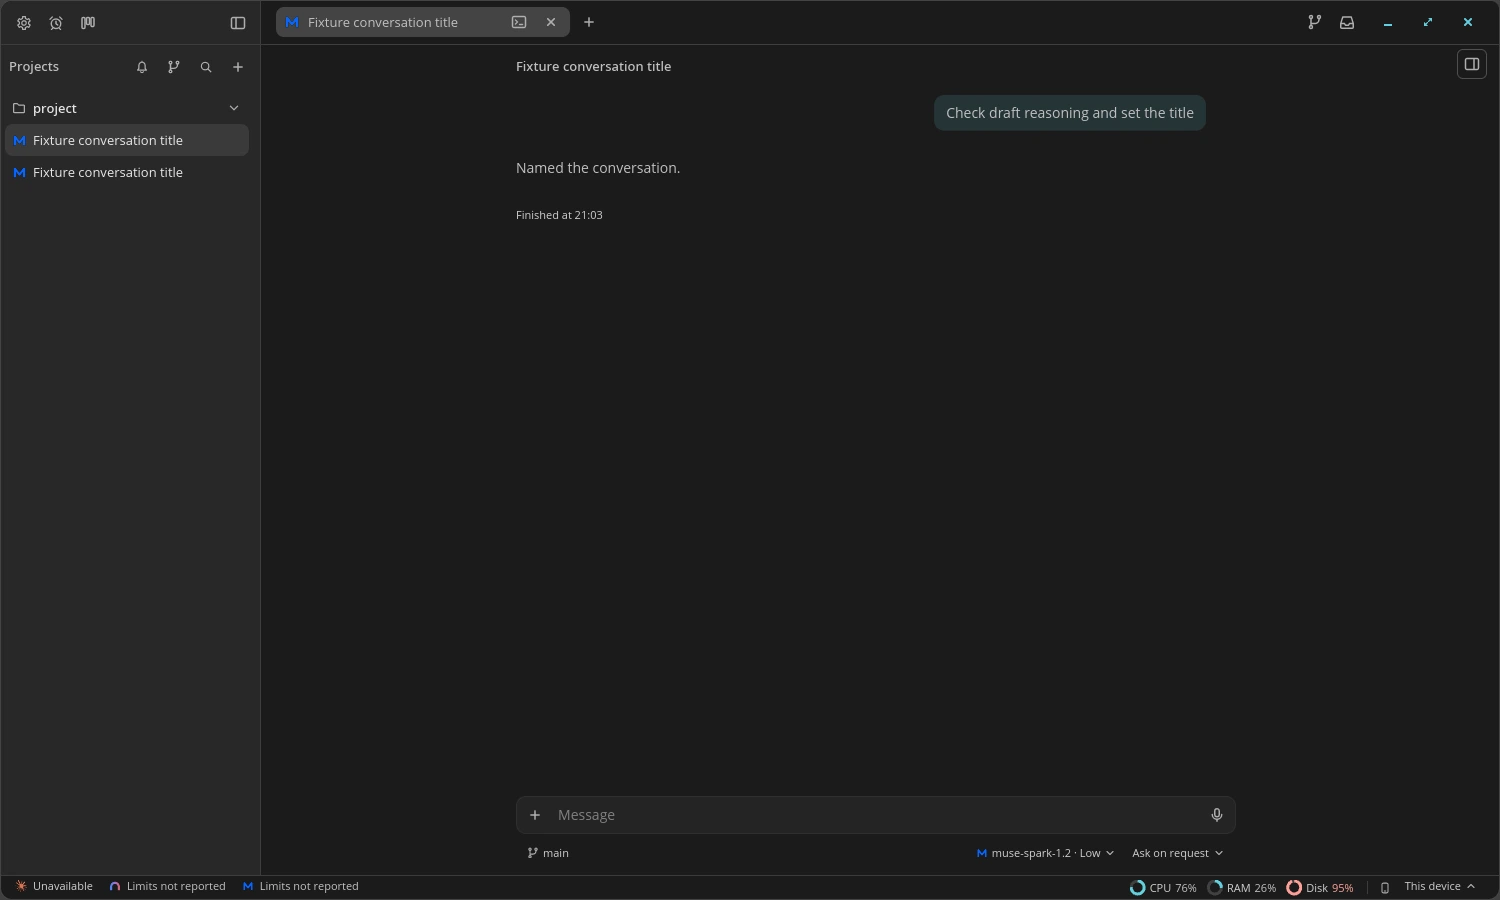 Fixture conversation title
Projects
project
Fixture conversation title
Fixture conversation title
Fixture conversation title
Check draft reasoning and set the title
Named the conversation.
Finished at 21:03
Message
main
muse-spark-1.2 · Low
Ask on request
Unavailable
Limits not reported
Limits not reported
CPU 76%
RAM 26%
Disk 95%
This device